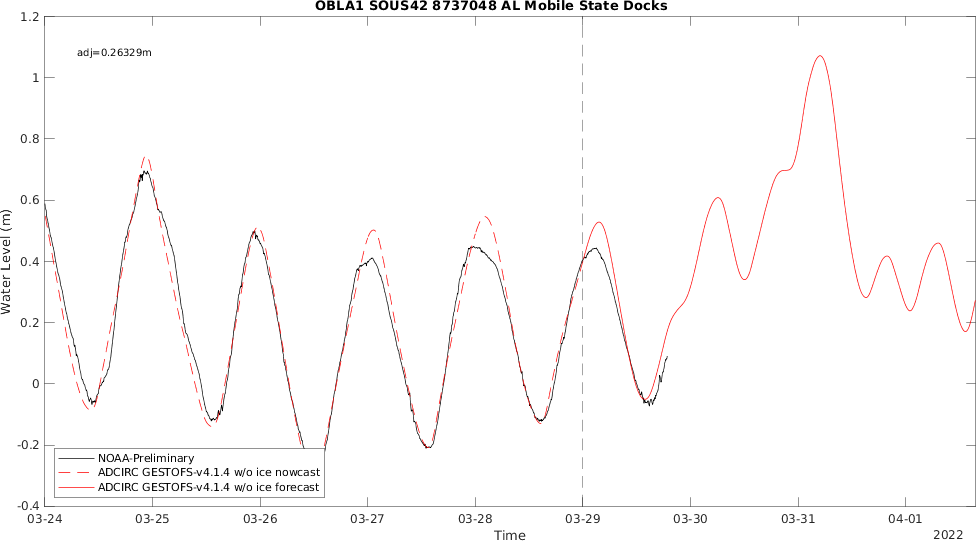 OBLA1 SOUS42 8737048 AL Mobile State Docks
adj=0.26329m
1.2
1
0.8
0.6
0.4
0.2
0
-0.2
-0.4
Water Level (m)
NOAA-Preliminary
ADCIRC GESTOFS-v4.1.4 w/o ice nowcast
ADCIRC GESTOFS-v4.1.4 w/o ice forecast
03-24 03-25 03-26 03-27 03-28 03-29 03-30 03-31 04-01
Time
2022